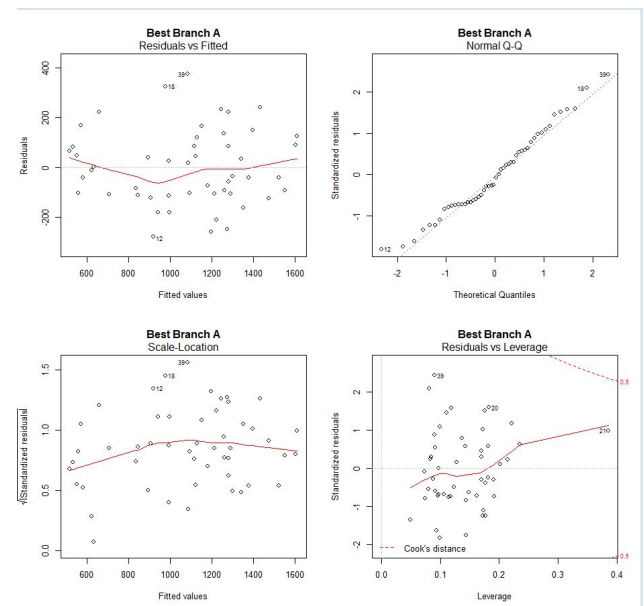 Best Branch A
Residuals vs Fitted
Residuals
-200 0 200 400
39
18
12
600 800 1000 1200 1400 1600
Fitted values
Best Branch A
Normal Q-Q
Standardized residuals
-1 0 1 2
39
18
12
-2 -1 0 1 2
Theoretical Quantiles
Best Branch A
Scale-Location
√|Standardized residuals|
0.0 0.5 1.0 1.5
39
18
12
600 800 1000 1200 1400 1600
Fitted values
Best Branch A
Residuals vs Leverage
Standardized residuals
-2 0 1 2
39
20
21
0.5
0.5
Cook's distance
0.0 0.1 0.2 0.3 0.4
Leverage